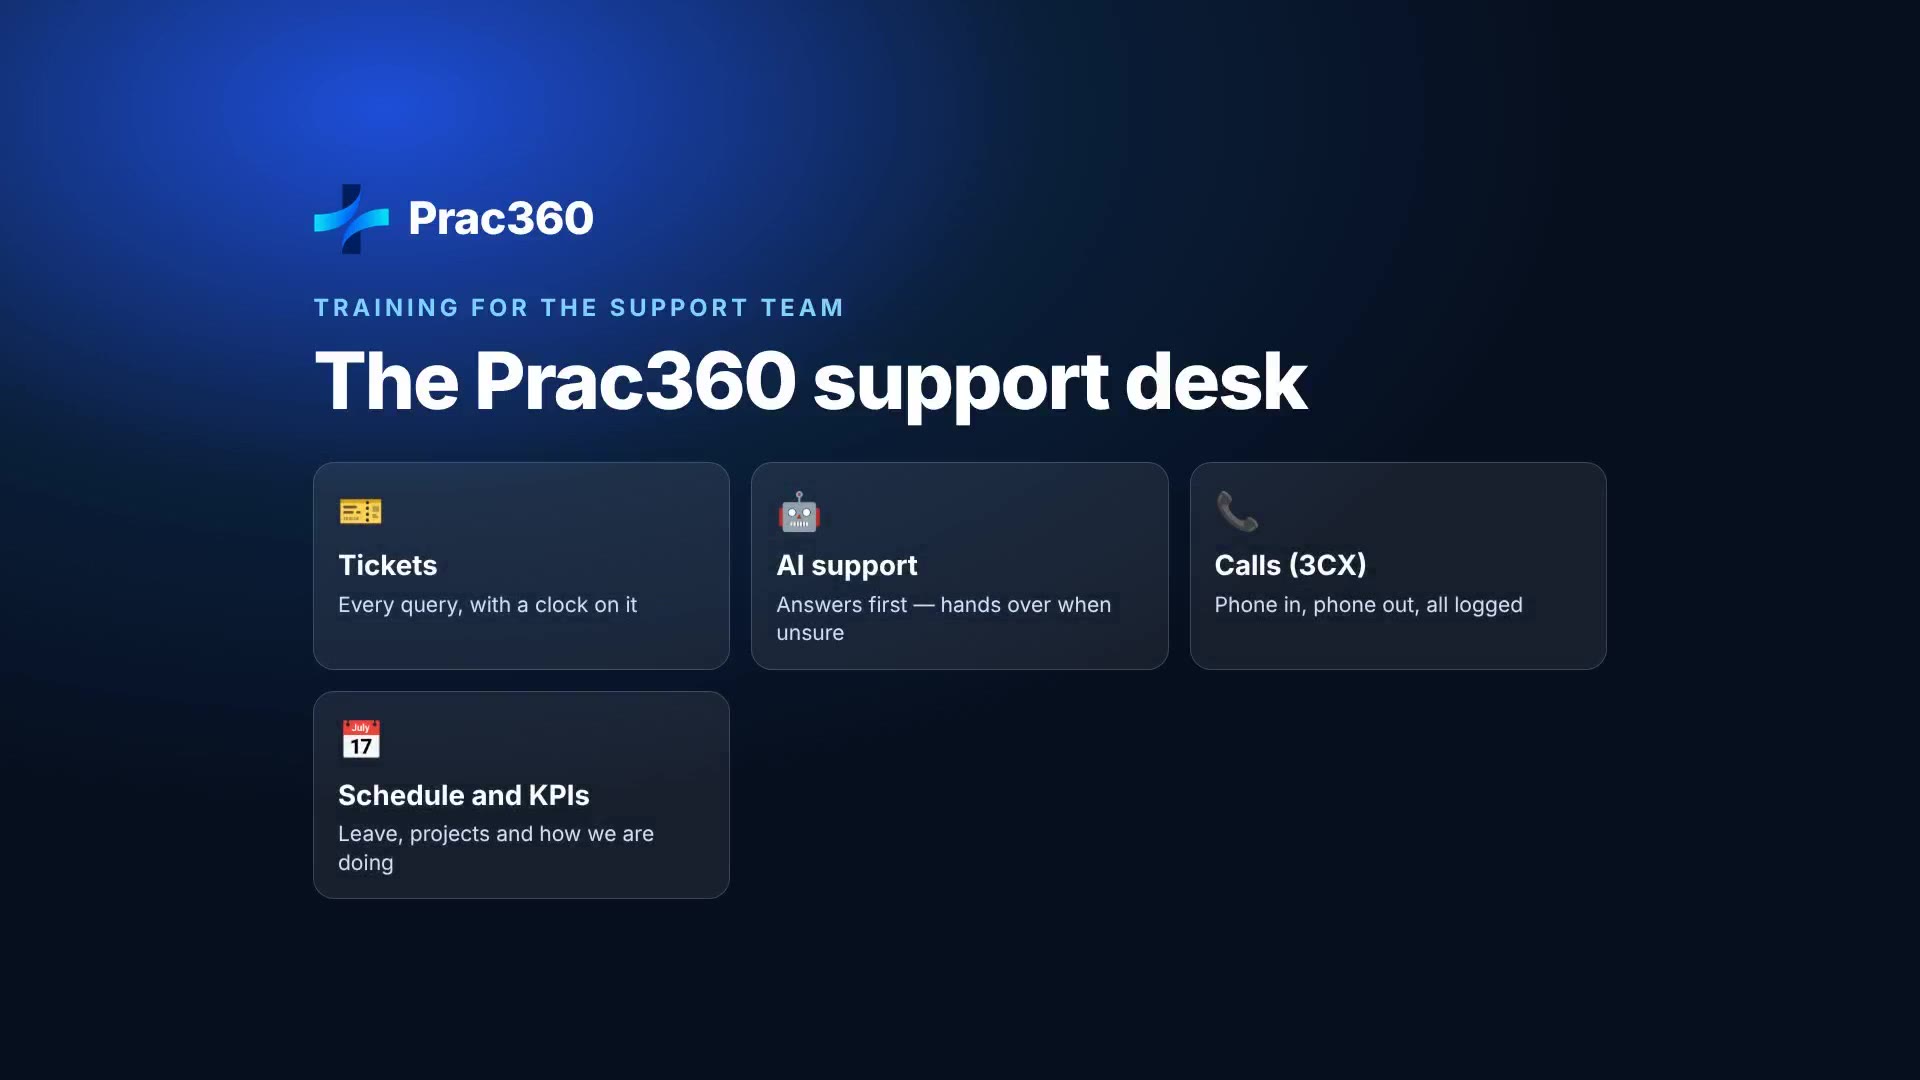 Prac360
TRAINING FOR THE SUPPORT TEAM
The Prac360 support desk
Tickets
Every query, with a clock on it
AI support
Answers first — hands over when
unsure
Calls (3CX)
Phone in, phone out, all logged
July
17
Schedule and KPIs
Leave, projects and how we are
doing